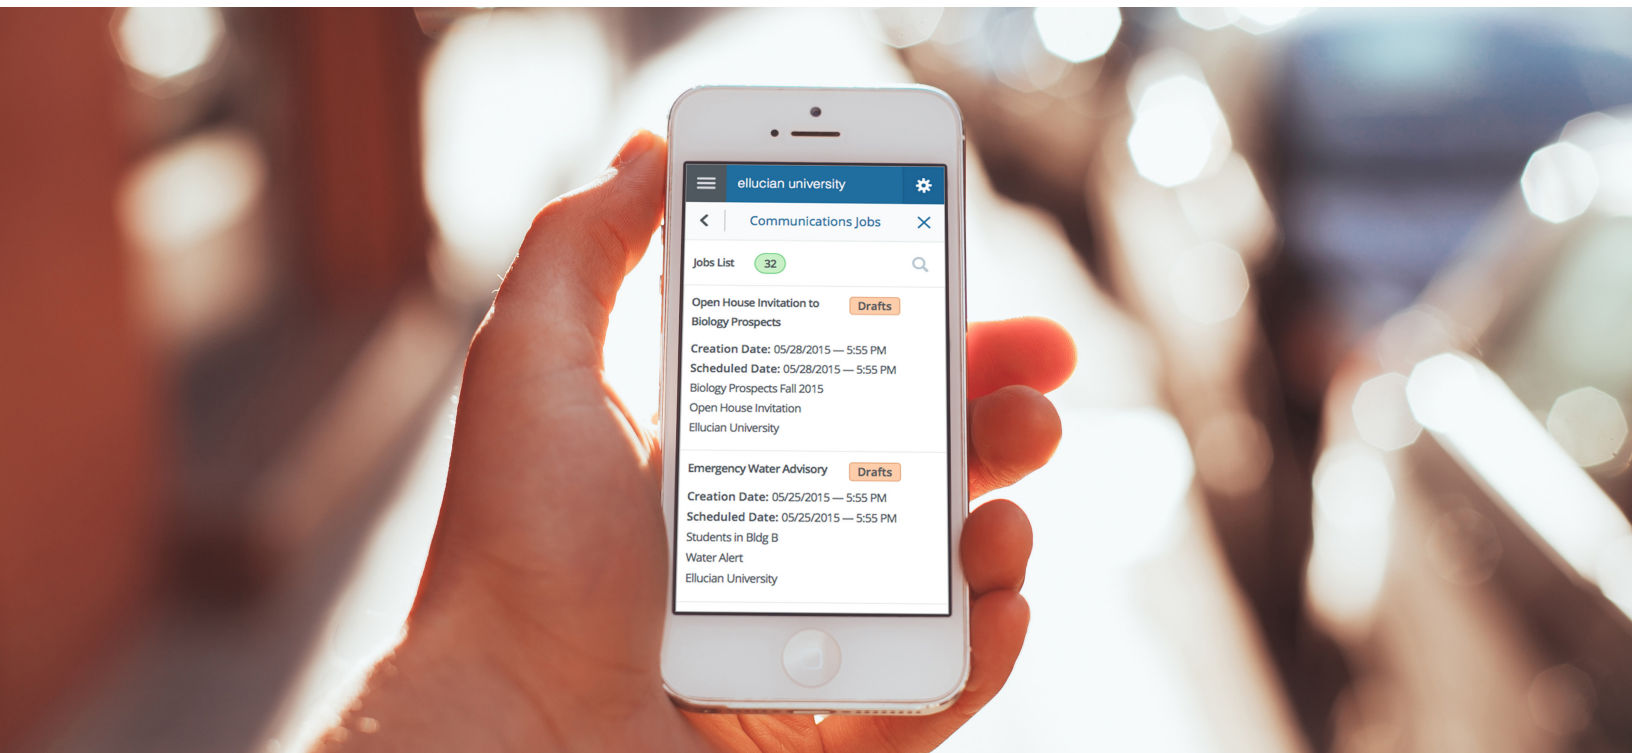 ellucian university
Communications Jobs
Jobs List 32
Open House Invitation to Drafts
Biology Prospects
Creation Date: 05/28/2015 — 5:55 PM
Scheduled Date: 05/28/2015 — 5:55 PM
Biology Prospects Fall 2015
Open House Invitation
Ellucian University
Emergency Water Advisory Drafts
Creation Date: 05/25/2015 — 5:55 PM
Scheduled Date: 05/25/2015 — 5:55 PM
Students in Bldg B
Water Alert
Ellucian University